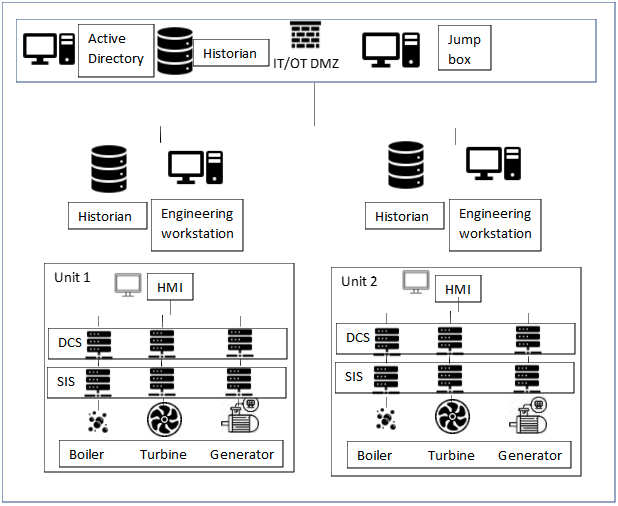 Active
Directory
Historian
IT/OT DMZ
Jump
box
Historian
Engineering
workstation
Historian
Engineering
workstation
Unit 1
HMI
DCS
SIS
Boiler
Turbine
Generator
Unit 2
HMI
DCS
SIS
Boiler
Turbine
Generator